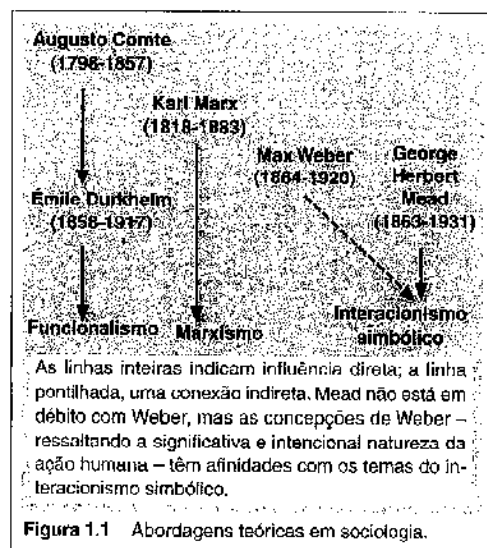 Augusto Comte
(1798-1857)
Karl Marx
(1818-1883)
Max Weber
(1864-1920)
George
Herbert
Mead
(1863-1931)
Émile Durkheim
(1858-1917)
Funcionalismo
Marxismo
Interacionismo
simbólico
As linhas inteiras indicam influência direta; a linha
pontilhada, uma conexão indireta. Mead não está em
débito com Weber, mas as concepções de Weber –
ressaltando a significativa e intencional natureza da
ação humana – têm afinidades com os temas do in-
teracionismo simbólico.
Figura 1.1 Abordagens teóricas em sociologia.